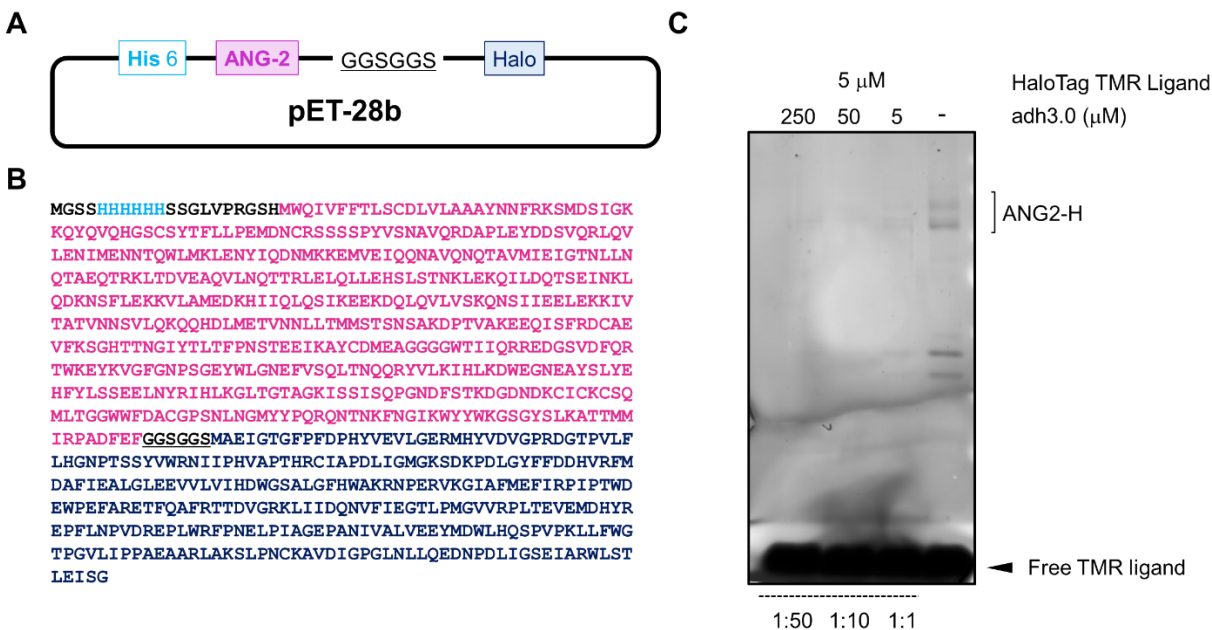 A
His 6 ANG-2 GGSGGS Halo
pET-28b
B
MGSSHHHHHHSSGLVPRGSHMWQIVFFTLSCDLVLAAAYNNFRKSMDSIGK
KQYQVQHGSCSYTFLLPEMDNCRSSSSPYVSNAVQRDAPLEYDDSVQRLQV
LENIMENNTQWLMKLENYIQDNMKKEMVEIQQNAVQNQTAVMIEIGTNLLN
QTAEQTRKLTDVEAQVLNQTTRLELQLLEHSLSTNKLEKQILDQTSEINKL
QDKNSFLEKKVLAMEDKHIIQLQSIKEEKDQLQVLVSKQNSIIEELEKKIV
TATVNNSVLQKQQHDLMETVNNLLTMMSTSNSAKDPTVAKEEQISFRDCAE
VFKSGHTTNGIYTLTFPNSTEEIKAYCDMEAGGGGWTIIQRREDGSVDFQR
TWKEYKVGFGNPSGEYWLGNEFVSQLTNQQRYVLKIHLKDWEGNEAYSLYE
HFYLSSEELNYRIHLKGLTGTAGKISSISQPGNDFSTKDGDNDKCICKCSQ
MLTGGWWFDACGPSNLNGMYYPQRQNTNKFNGIKWYYWKGSGYSLKATTMM
IRPADFEFGGSGGSMAEIGTGFPFDPHYVEVLGERMHYVDVGPRDGTPVLF
LHGNPTSSYVWRNIIPHVAPTHRCIAPDLIGMGKSDKPDLGYFFDDHVRFM
DAFIEALGLEEVVLVIHDWGSALGFHWAKRNPERVKGIAFMEFIRPIPTWD
EWPEFARETFQAFRTTDVGRKLIIDQNVFIEGTLPMGVVRPLTEVEMDHYR
EPFLNPVDREPLWRFPNELPIAGEPANIVALVEEYMDWLHQSPVPKLLFWG
TPGVLIPPAEAARLAKSLPNCKAVDIGPGLNLLQEDNPDLIGSEIARWLST
LEISG
C
5 μM HaloTag TMR Ligand
250 50 5 - adh3.0 (μM)
ANG2-H
Free TMR ligand
1:50 1:10 1:1